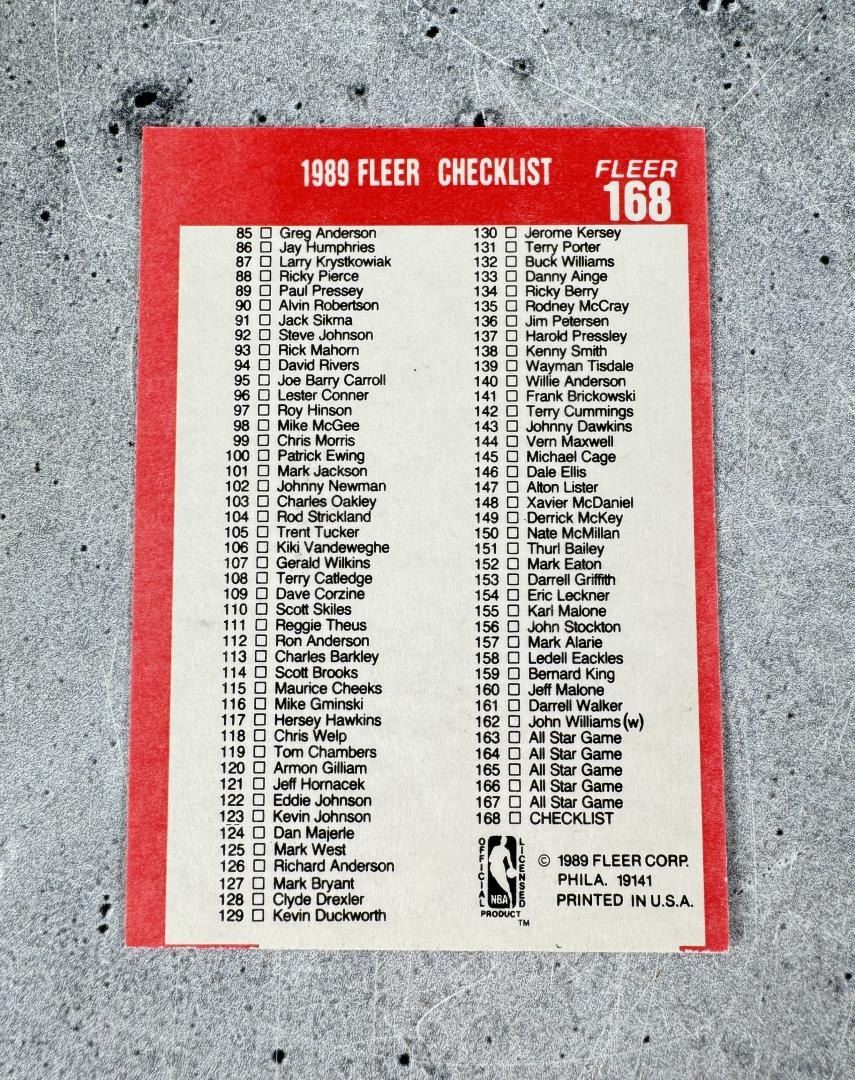 1989 FLEER CHECKLIST
FLEER
168
85 Greg Anderson
86 Jay Humphries
87 Larry Krystkowiak
88 Ricky Pierce
89 Paul Pressey
90 Alvin Robertson
91 Jack Sikma
92 Steve Johnson
93 Rick Mahorn
94 David Rivers
95 Joe Barry Carroll
96 Lester Conner
97 Roy Hinson
98 Mike McGee
99 Chris Morris
100 Patrick Ewing
101 Mark Jackson
102 Johnny Newman
103 Charles Oakley
104 Rod Strickland
105 Trent Tucker
106 Kiki Vandeweghe
107 Gerald Wilkins
108 Terry Catledge
109 Dave Corzine
110 Scott Skiles
111 Reggie Theus
112 Ron Anderson
113 Charles Barkley
114 Scott Brooks
115 Maurice Cheeks
116 Mike Gminski
117 Hersey Hawkins
118 Chris Welp
119 Tom Chambers
120 Armon Gilliam
121 Jeff Hornacek
122 Eddie Johnson
123 Kevin Johnson
124 Dan Majerle
125 Mark West
126 Richard Anderson
127 Mark Bryant
128 Clyde Drexler
129 Kevin Duckworth
130 Jerome Kersey
131 Terry Porter
132 Buck Williams
133 Danny Ainge
134 Ricky Berry
135 Rodney McCray
136 Jim Petersen
137 Harold Pressley
138 Kenny Smith
139 Wayman Tisdale
140 Willie Anderson
141 Frank Brickowski
142 Terry Cummings
143 Johnny Dawkins
144 Vern Maxwell
145 Michael Cage
146 Dale Ellis
147 Alton Lister
148 Xavier McDaniel
149 Derrick McKey
150 Nate McMillan
151 Thurl Bailey
152 Mark Eaton
153 Darrell Griffith
154 Eric Leckner
155 Karl Malone
156 John Stockton
157 Mark Alarie
158 Ledell Eackles
159 Bernard King
160 Jeff Malone
161 Darrell Walker
162 John Williams (w)
163 All Star Game
164 All Star Game
165 All Star Game
166 All Star Game
167 All Star Game
168 CHECKLIST
OFFICIAL
LICENSED
NBA
PRODUCT
TM
© 1989 FLEER CORP.
PHILA. 19141
PRINTED IN U.S.A.